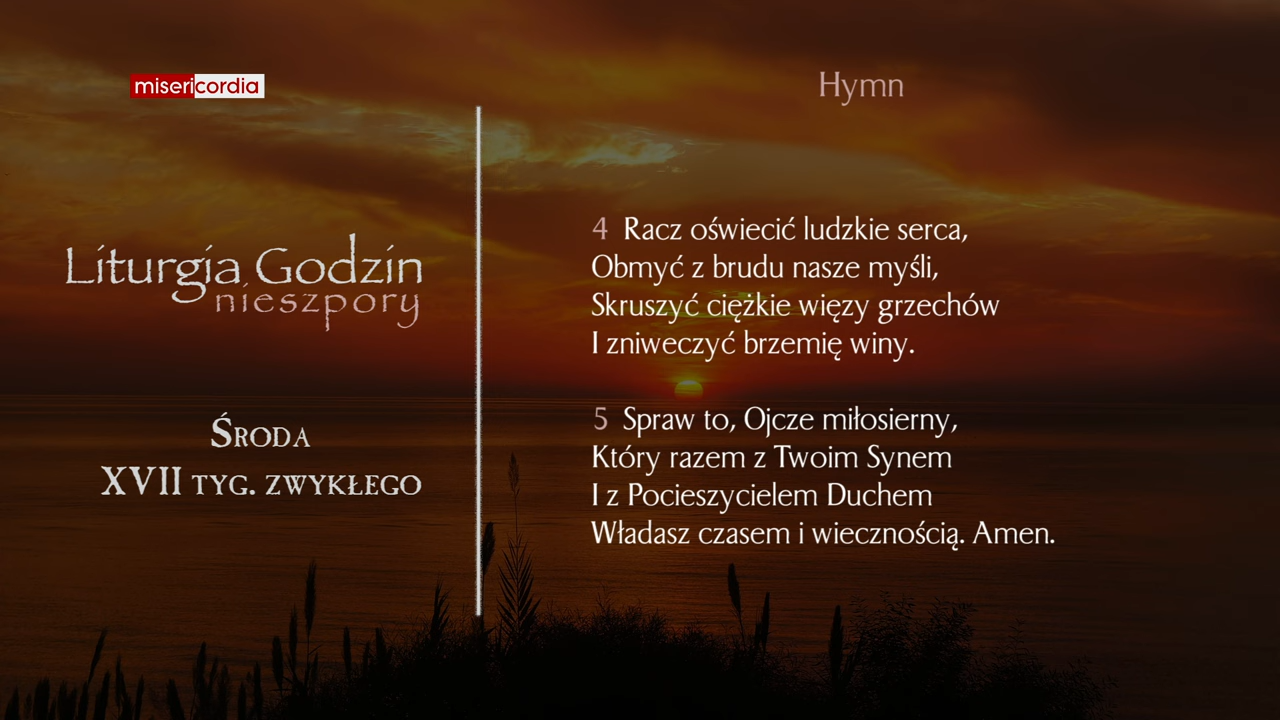 misericordia
Liturgia Godzin
nieszpory
Środa
XVII tyg. zwykłego
Hymn
4 Racz oświecić ludzkie serca,
Obmyć z brudu nasze myśli,
Skruszyć ciężkie więzy grzechów
I zniweczyć brzemię winy.
5 Spraw to, Ojcze miłosierny,
Który razem z Twoim Synem
I z Pocieszycielem Duchem
Władasz czasem i wiecznością. Amen.